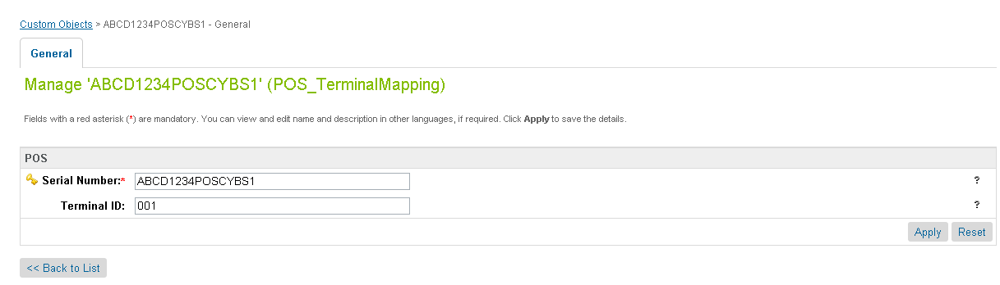 Custom Objects > ABCD1234POSCYBS1 - General
General
Manage 'ABCD1234POSCYBS1' (POS_TerminalMapping)
Fields with a red asterisk (*) are mandatory. You can view and edit name and description in other languages, if required. Click Apply to save the details.
POS
Serial Number:* ABCD1234POSCYBS1 ?
Terminal ID: 001 ?
Apply Reset
<< Back to List